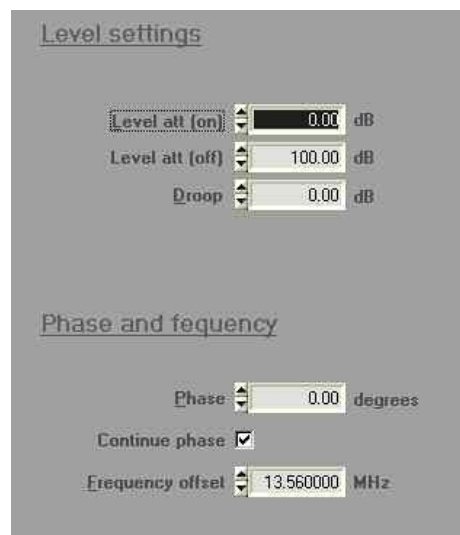 Level settings
Level att (on) 0.00 dB
Level att (off) 100.00 dB
Droop 0.00 dB
Phase and fequency
Phase 0.00 degrees
Continue phase
Frequency offset 13.560000 MHz